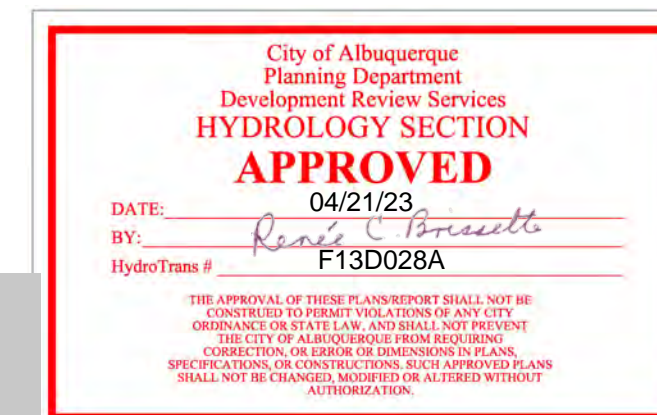 City of Albuquerque
Planning Department
Development Review Services
HYDROLOGY SECTION
APPROVED
DATE: 04/21/23
BY: Renée C. Brissette
HydroTrans # F13D028A
THE APPROVAL OF THESE PLANS/REPORT SHALL NOT BE
CONSTRUED TO PERMIT VIOLATIONS OF ANY CITY
ORDINANCE OR STATE LAW, AND SHALL NOT PREVENT
THE CITY OF ALBUQUERQUE FROM REQUIRING
CORRECTION, OR ERROR OR DIMENSIONS IN PLANS,
SPECIFICATIONS, OR CONSTRUCTIONS. SUCH APPROVED PLANS
SHALL NOT BE CHANGED, MODIFIED OR ALTERED WITHOUT
AUTHORIZATION.